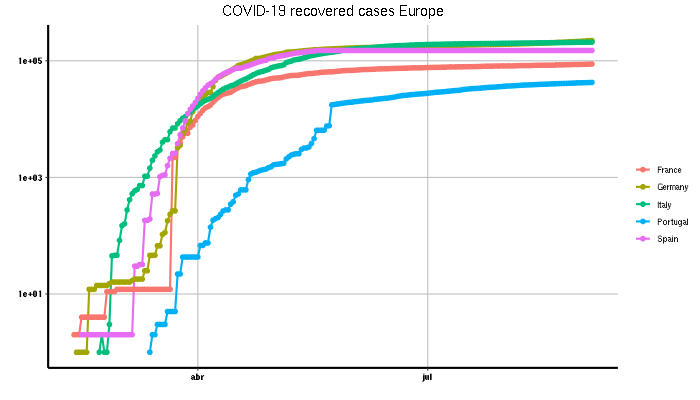 COVID-19 recovered cases Europe
1e+05
1e+03
1e+01
abr
jul
France
Germany
Italy
Portugal
Spain